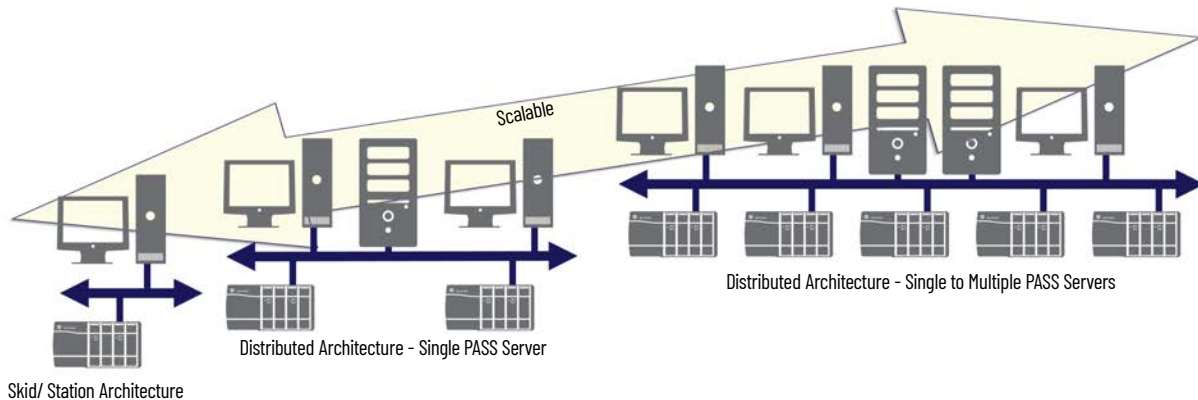 Scalable
Distributed Architecture - Single to Multiple PASS Servers
Distributed Architecture - Single PASS Server
Skid/ Station Architecture